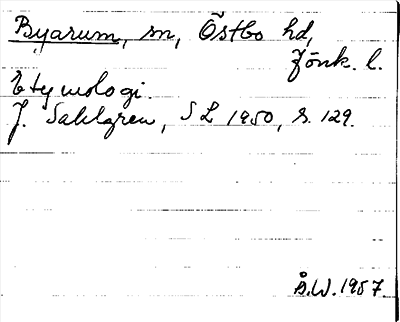 Byarum, sn, Östbo hd,
Jönk. l.
Etymologi.
J. Sahlgren, SL 1950, s. 129.
Å.W. 1957